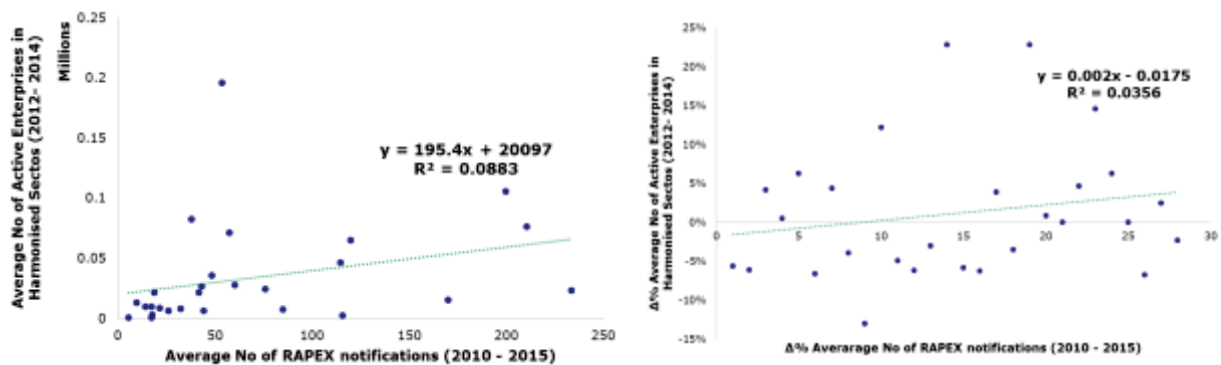 Average No of Active Enterprises in
Harmonised Sectos (2012- 2014)
Millions
0.25
0.2
0.15
0.1
0.05
0
0 50 100 150 200 250
y = 195.4x + 20097
R² = 0.0883
Average No of RAPEX notifications (2010 - 2015)
Δ% Average No of Active Enterprises in
Harmonised Sectors (2012- 2014)
25%
20%
15%
10%
5%
0%
-5%
-10%
-15%
0 5 10 15 20 25 30
y = 0.002x - 0.0175
R² = 0.0356
Δ% Averarage No of RAPEX notifications (2010 - 2015)